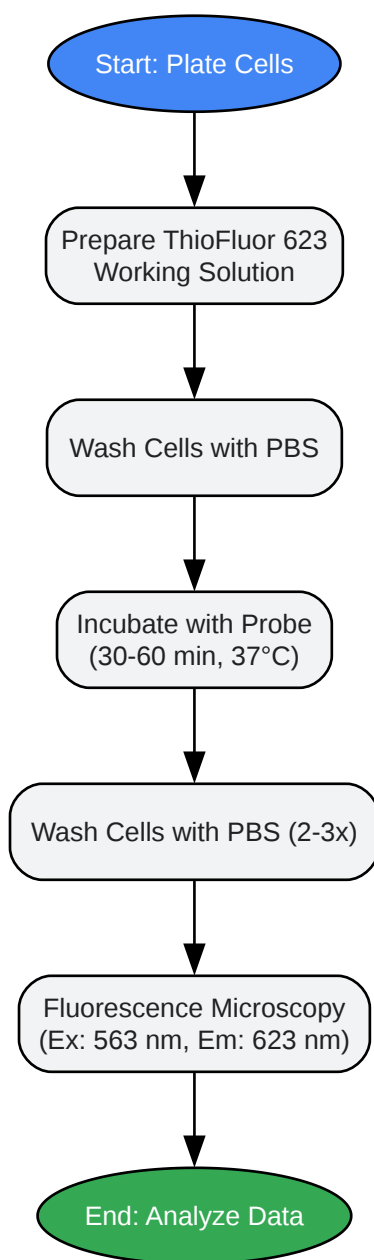 Start: Plate Cells
Prepare ThioFluor 623
Working Solution
Wash Cells with PBS
Incubate with Probe
(30-60 min, 37°C)
Wash Cells with PBS (2-3x)
Fluorescence Microscopy
(Ex: 563 nm, Em: 623 nm)
End: Analyze Data